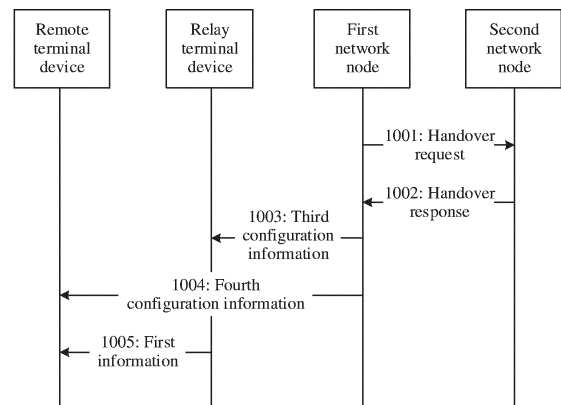 Remote
terminal
device
Relay
terminal
device
First
network
node
Second
network
node
1001: Handover
request
1002: Handover
response
1003: Third
configuration
information
1004: Fourth
configuration information
1005: First
information